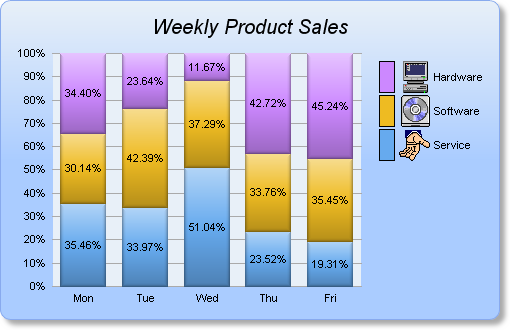 Weekly Product Sales
100%
90%
80%
70%
60%
50%
40%
30%
20%
10%
0%
34.40%
23.64%
11.67%
42.72%
45.24%
30.14%
42.39%
37.29%
33.76%
35.45%
35.46%
33.97%
51.04%
23.52%
19.31%
Mon
Tue
Wed
Thu
Fri
Hardware
Software
Service